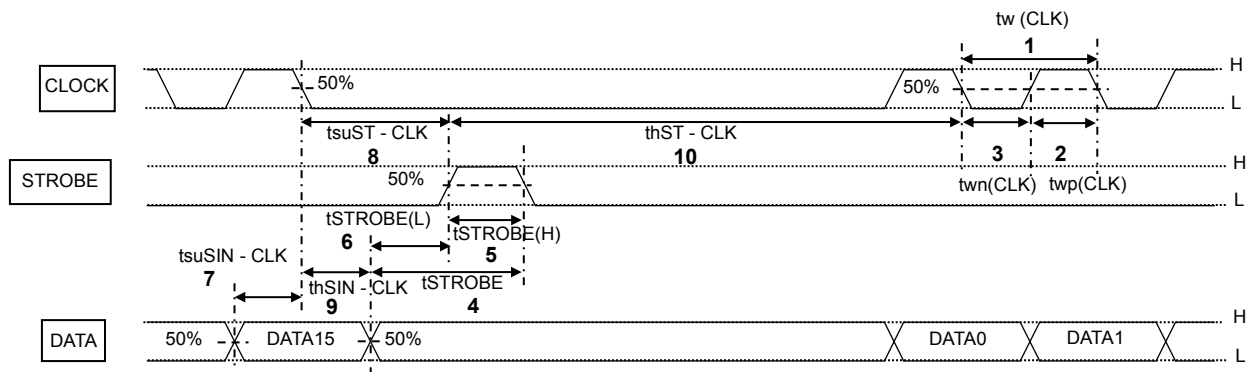 tw (CLK)
1
H
CLOCK
50%
50%
L
tsuST - CLK
thST - CLK
8
10
3
2
H
STROBE
50%
twn(CLK)
twp(CLK)
L
tSTROBE(L)
6
tSTROBE(H)
5
tsuSIN - CLK
7
thSIN - CLK
tSTROBE
9
4
H
DATA
50%
DATA15
50%
DATA0
DATA1
L